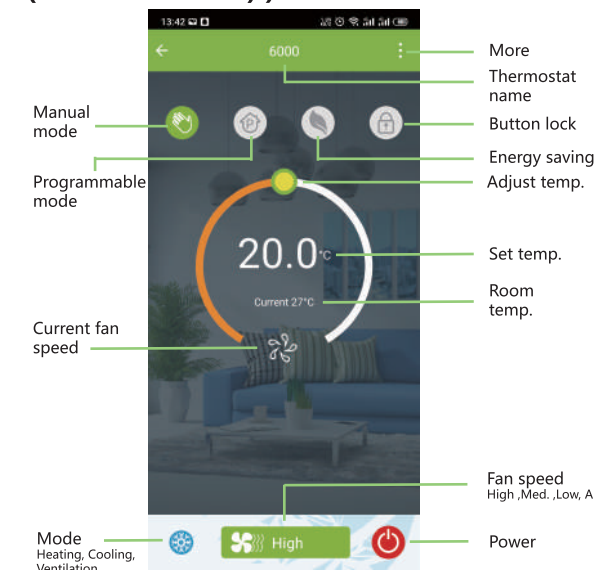 13:42
6000
More
Thermostat
name
Manual
mode
Button lock
Energy saving
Programmable
mode
Adjust temp.
20.0°C
Set temp.
Current 27°C
Room
temp.
Current fan
speed
Fan speed
High ,Med. ,Low, A
Mode
Heating, Cooling,
Ventilation
High
Power